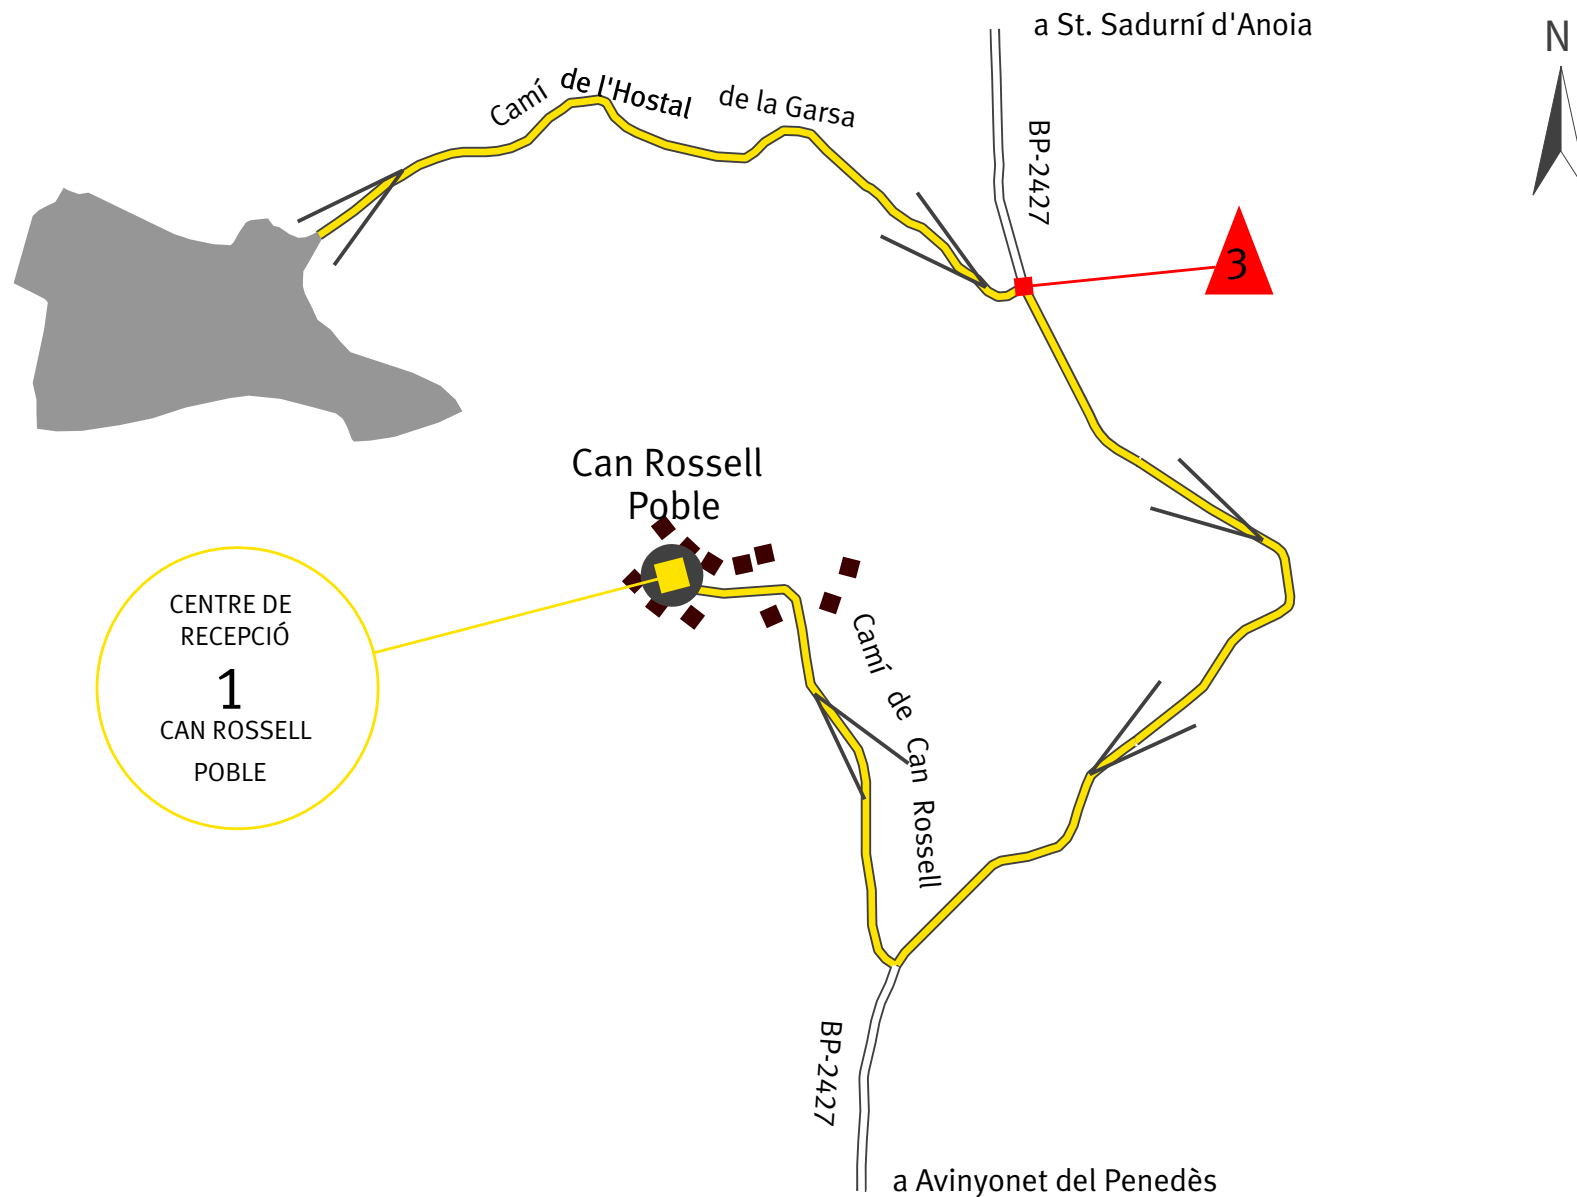 a St. Sadurní d'Anoia
N
Camí de l'Hostal de la Garsa
BP-2427
3
Can Rossell
Poble
CENTRE DE
RECEPCIÓ
1
CAN ROSSELL
POBLE
Camí de Can Rossell
BP-2427
a Avinyonet del Penedès